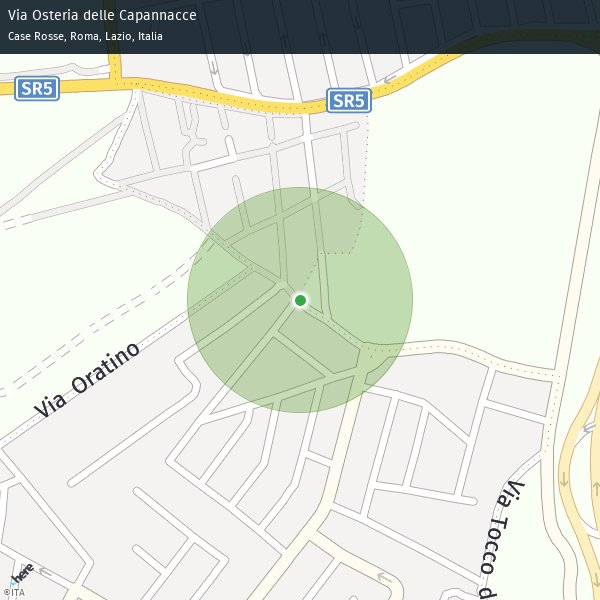 Via Osteria delle Capannacce
Case Rosse, Roma, Lazio, Italia
SR5
SR5
Via Oratino
Via Tocco d
here
©ITA